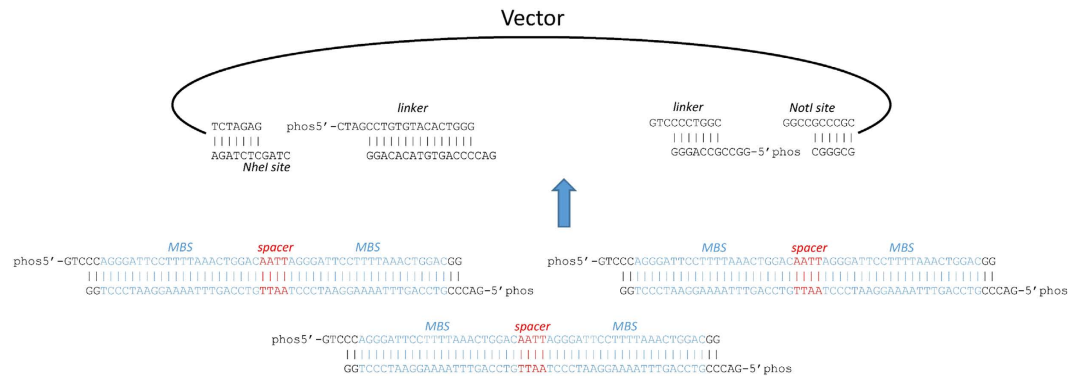 Vector
linker
linker
NotI site
TCTAGAG
phos5’-CTAGCCTGTGTACACTGGG
GTCCCCTGGC
GGCCGCCCGC
AGATCTCGATC
GGACACATGTGACCCCAG
GGGACCGCCGG-5’phos
CGGGCG
NheI site
MBS
spacer
MBS
MBS
spacer
MBS
phos5’-GTCCCAGGGATTCCTTTTAAACTGGACAATTAGGGATTCCTTTTAAACTGGACGG
phos5’-GTCCCAGGGATTCCTTTTAAACTGGACAATTAGGGATTCCTTTTAAACTGGACGG
GGTCCCTAAGGAAAATTTGACCTGTTAATCCCTAAGGAAAATTTGACCTGCCCAG-5’phos
GGTCCCTAAGGAAAATTTGACCTGTTAATCCCTAAGGAAAATTTGACCTGCCCAG-5’phos
MBS
spacer
MBS
phos5’-GTCCCAGGGATTCCTTTTAAACTGGACAATTAGGGATTCCTTTTAAACTGGACGG
GGTCCCTAAGGAAAATTTGACCTGTTAATCCCTAAGGAAAATTTGACCTGCCCAG-5’phos